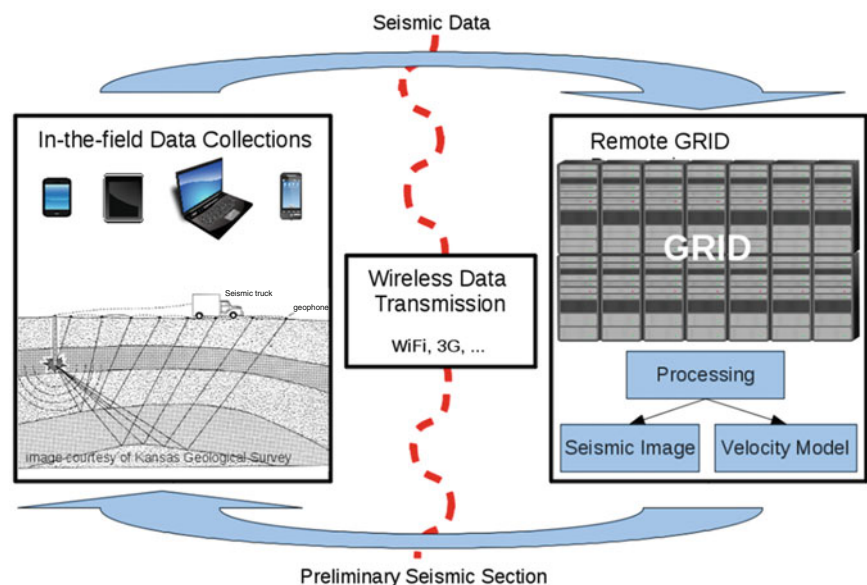 Seismic Data
In-the-field Data Collections
Seismic truck
geophone
image courtesy of Kansas Geological Survey
Wireless Data
Transmission
WiFi, 3G, ...
Remote GRID
GRID
Processing
Seismic Image
Velocity Model
Preliminary Seismic Section